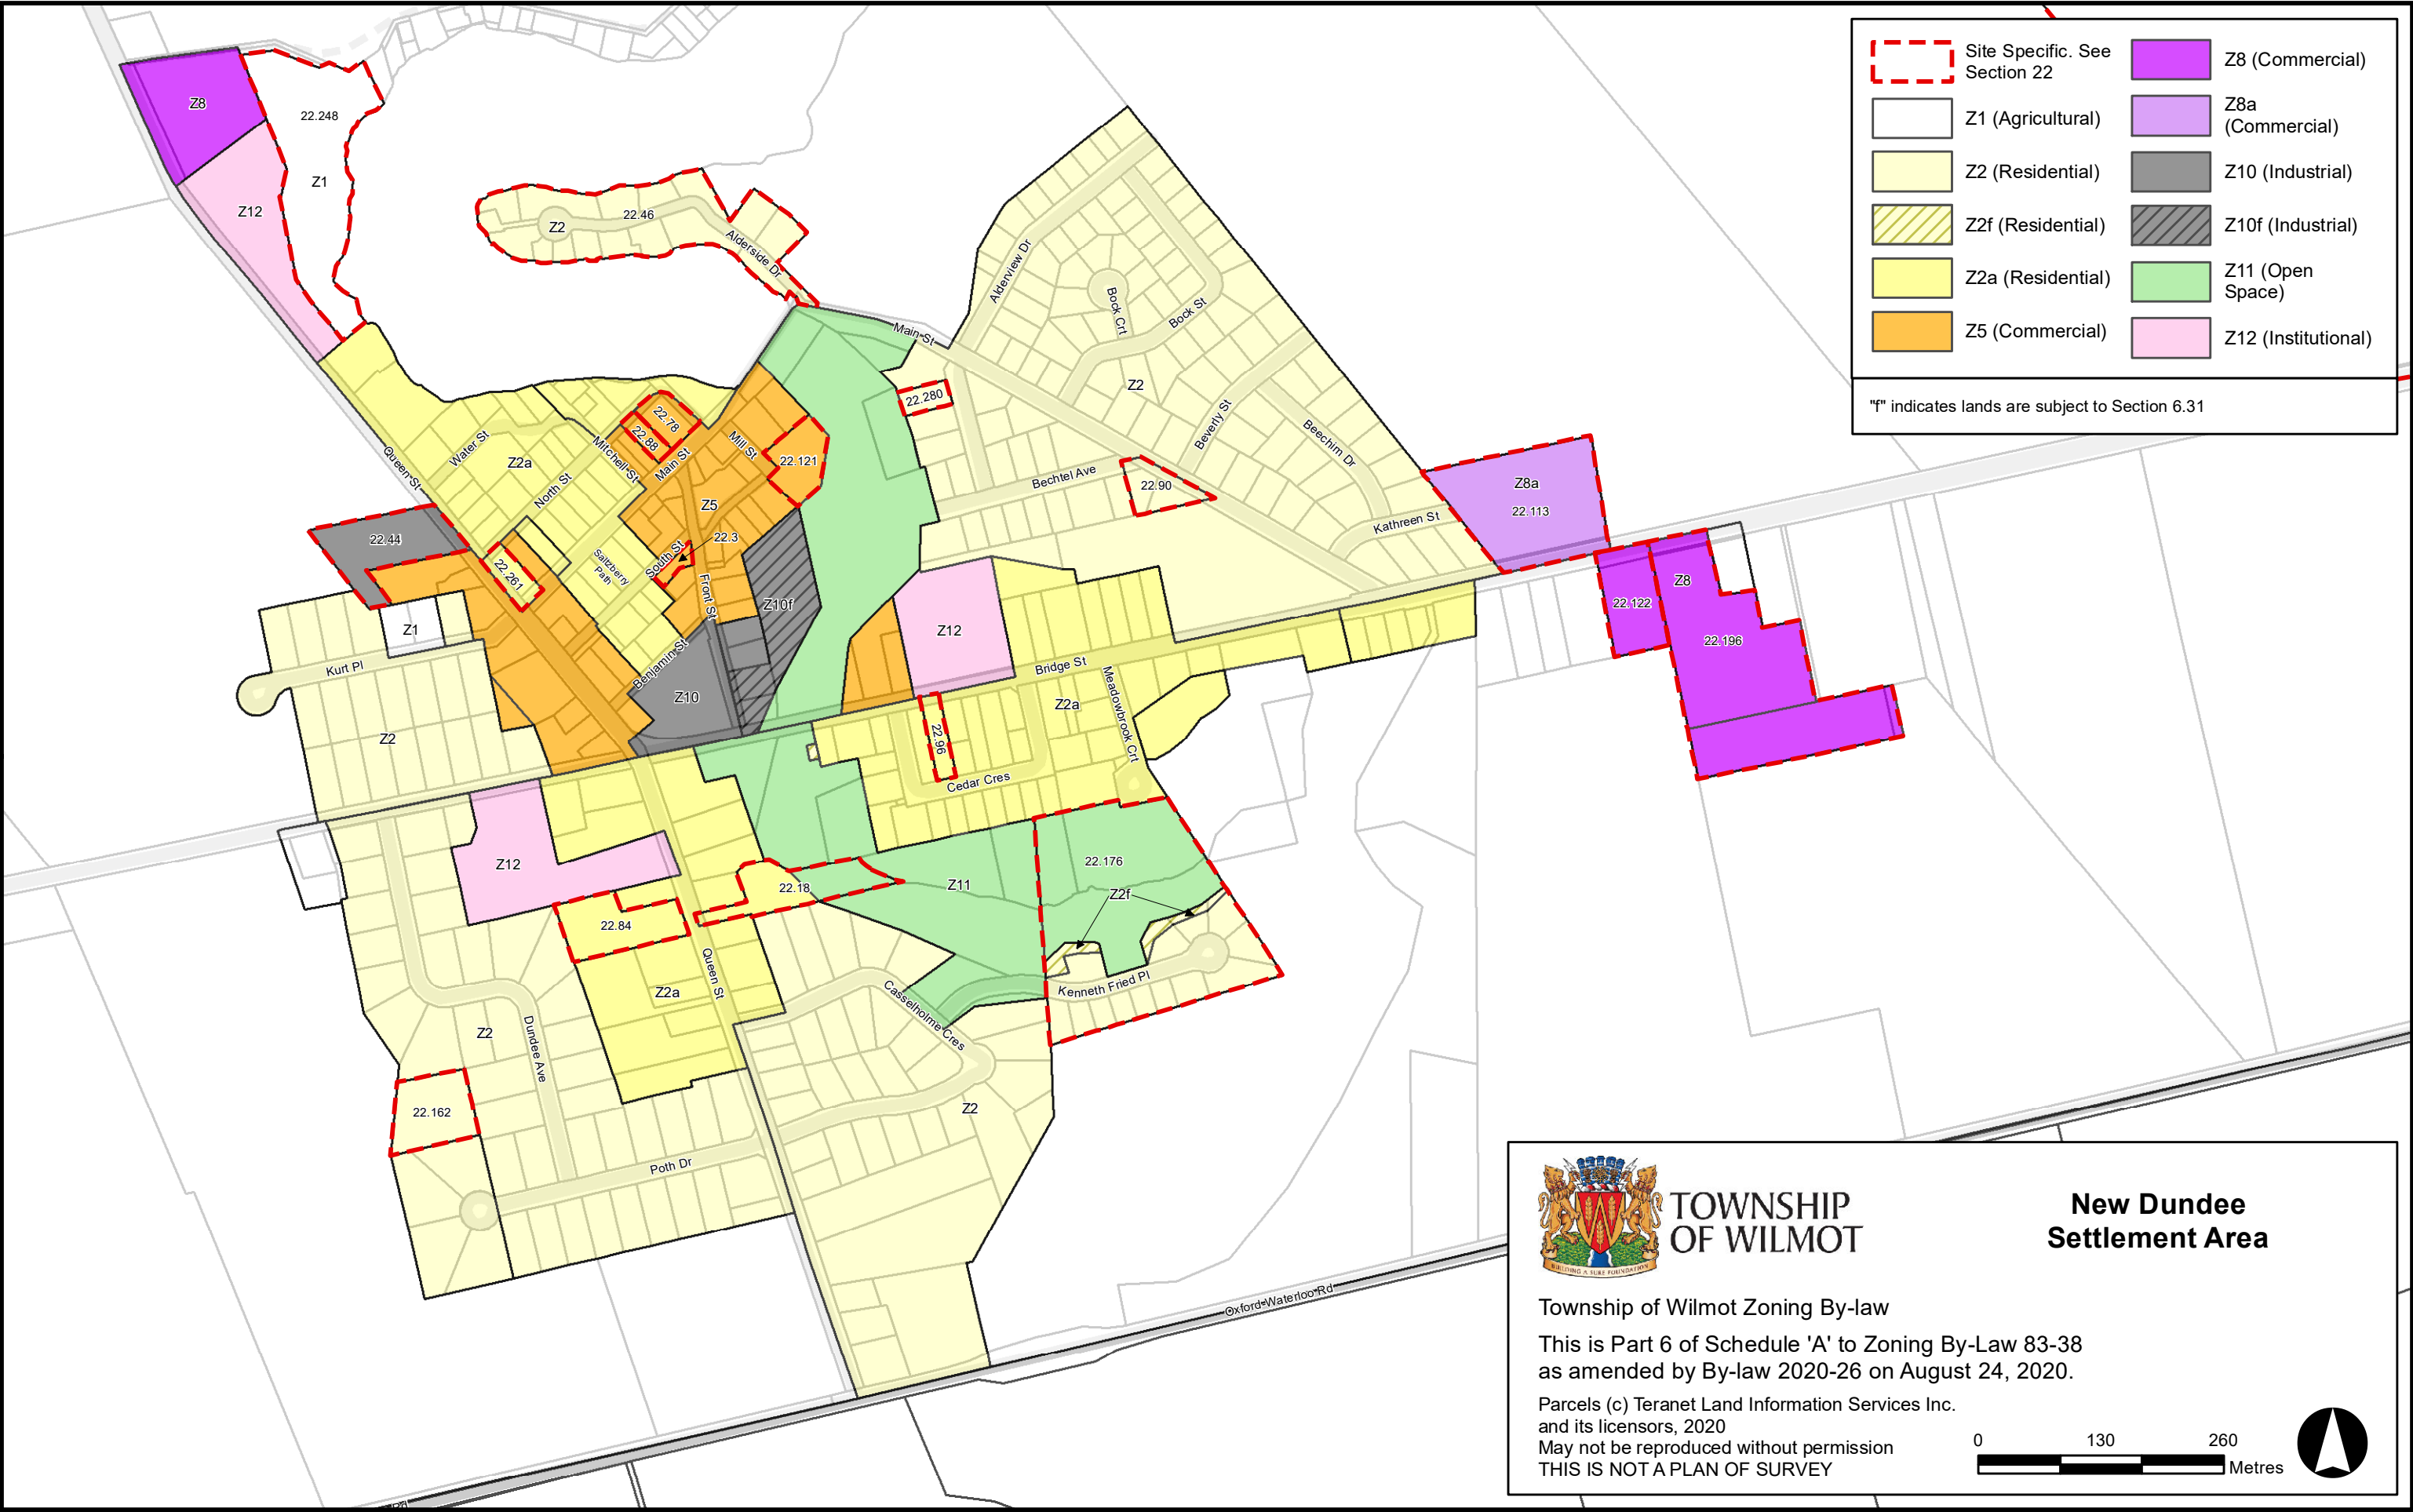 Site Specific. See
Section 22
Z1 (Agricultural)
Z2 (Residential)
Z2f (Residential)
Z2a (Residential)
Z5 (Commercial)
Z8 (Commercial)
Z8a
(Commercial)
Z10 (Industrial)
Z10f (Industrial)
Z11 (Open
Space)
Z12 (Institutional)
"f" indicates lands are subject to Section 6.31
Z8
22.248
Z1
Z12
Z2
22.46
Alderside Dr
Main St
Alderview Dr
Bock Crt
Bock St
Z2
Beverly St
Beechim Dr
22.280
Bechtel Ave
22.90
Kathreen St
Z8a
22.113
22.122
Z8
22.196
Queen St
Water St
Z2a
North St
Mitchell St
22.78
22.88
Main St
Mill St
22.121
Z5
22.3
South St
Salizberry
Path
Front St
22.44
22.261
Z10f
Z1
Kurt Pl
Benjamin St
Z10
Z12
Bridge St
Z2
Z2a
Meadowbrook Crt
22.96
Cedar Cres
Z12
22.18
Z11
22.176
Z2f
22.84
Z2a
Queen St
Casselholme Cres
Kenneth Fried Pl
Z2
Dundee Ave
22.162
Z2
Poth Dr
Oxford-Waterloo Rd
Rd
BUILDING A SURE FOUNDATION
TOWNSHIP
OF WILMOT
New Dundee
Settlement Area
Township of Wilmot Zoning By-law
This is Part 6 of Schedule 'A' to Zoning By-Law 83-38
as amended by By-law 2020-26 on August 24, 2020.
Parcels (c) Teranet Land Information Services Inc.
and its licensors, 2020
May not be reproduced without permission
THIS IS NOT A PLAN OF SURVEY
0 130 260
Metres